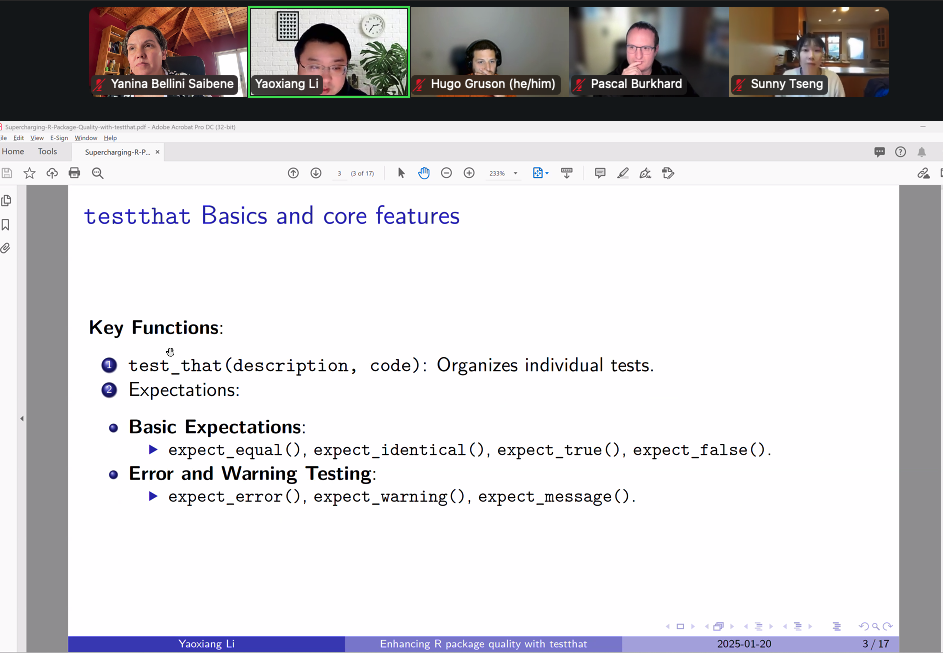 Yanina Bellini Saibene
Yaoxiang Li
Hugo Gruson (he/him)
Pascal Burkhard
Sunny Tseng
Supercharging-R-Package-Quality-with-testthat.pdf - Adobe Acrobat Pro DC (32-bit)
ile Edit View E-Sign Window Help
Home Tools Supercharging-R-P... ×
3 (3 of 17) 233%
testthat Basics and core features
Key Functions:
1 test_that(description, code): Organizes individual tests.
2 Expectations:
Basic Expectations:
expect_equal(), expect_identical(), expect_true(), expect_false().
Error and Warning Testing:
expect_error(), expect_warning(), expect_message().
Yaoxiang Li Enhancing R package quality with testthat 2025-01-20 3 / 17